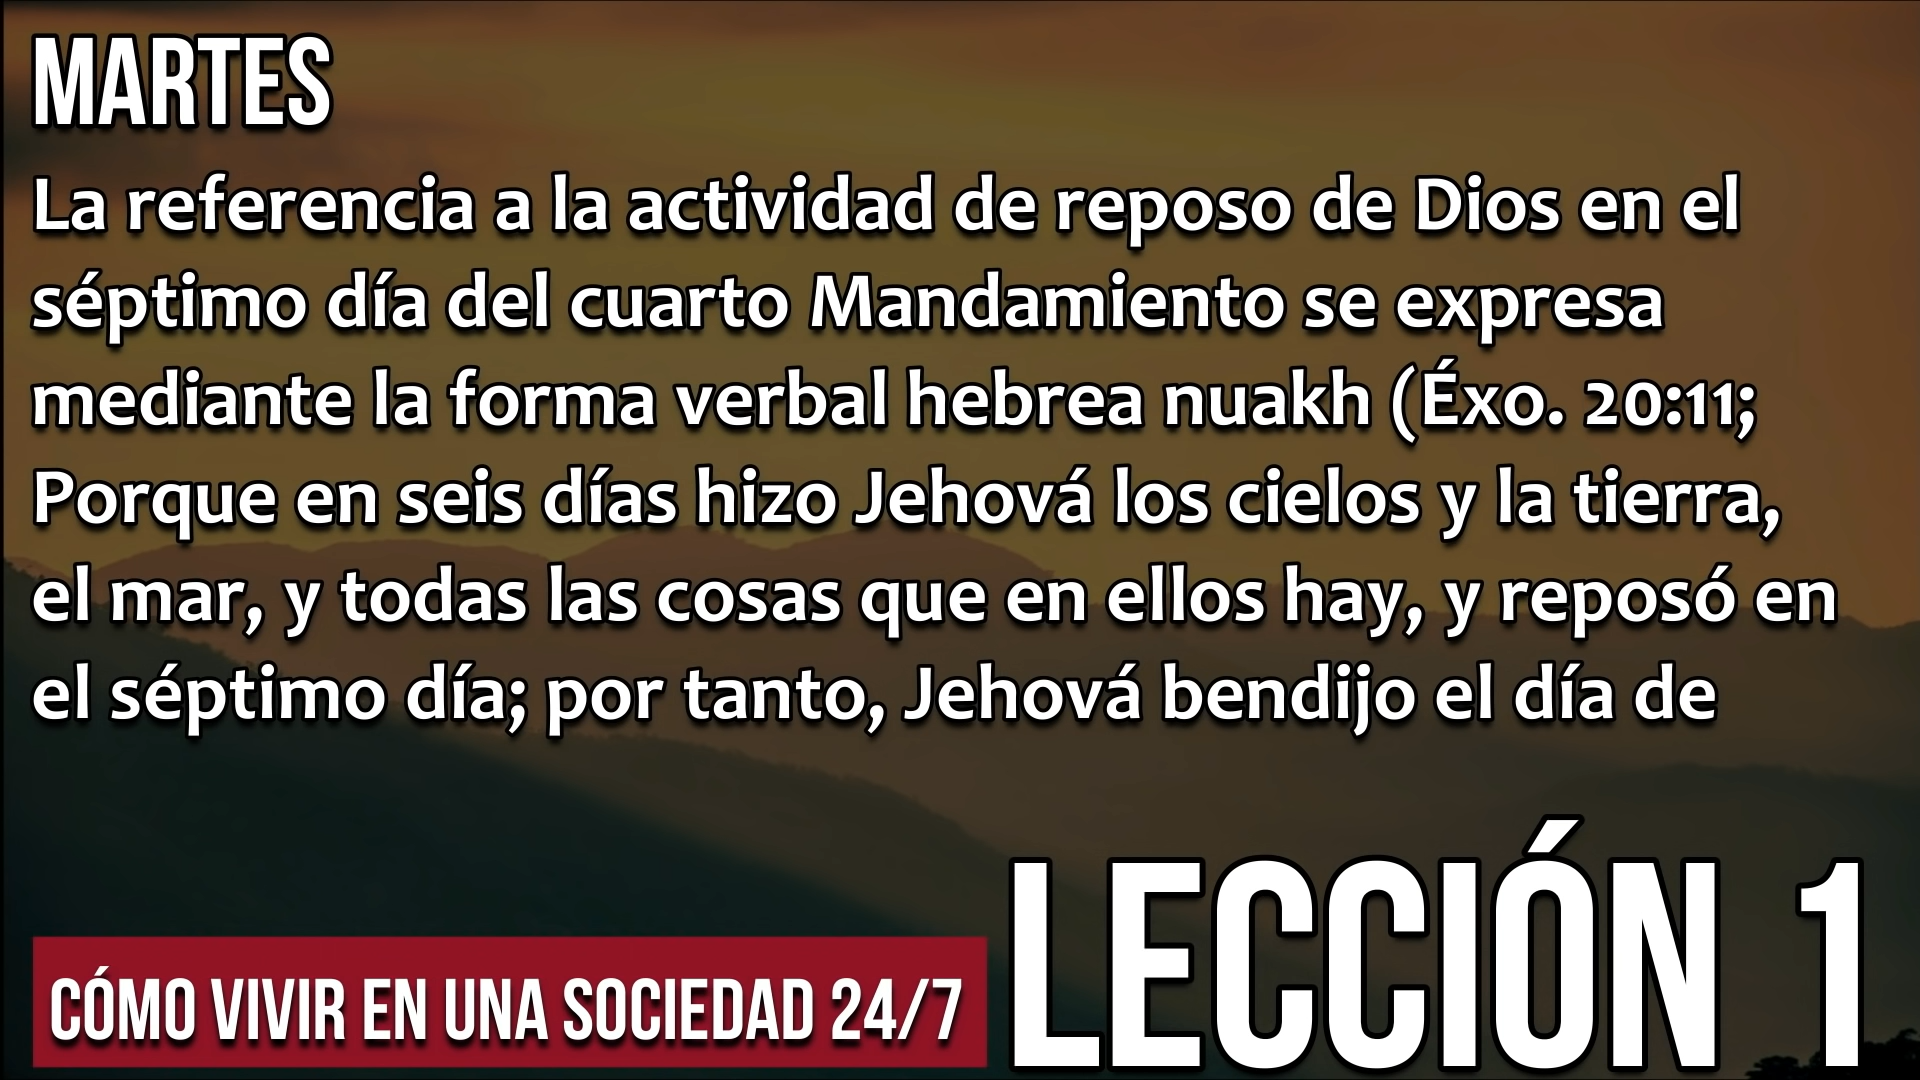 MARTES
La referencia a la actividad de reposo de Dios en el
séptimo día del cuarto Mandamiento se expresa
mediante la forma verbal hebrea nuakh (Éxo. 20:11;
Porque en seis días hizo Jehová los cielos y la tierra,
el mar, y todas las cosas que en ellos hay, y reposó en
el séptimo día; por tanto, Jehová bendijo el día de
CÓMO VIVIR EN UNA SOCIEDAD 24/7
LECCIÓN 1